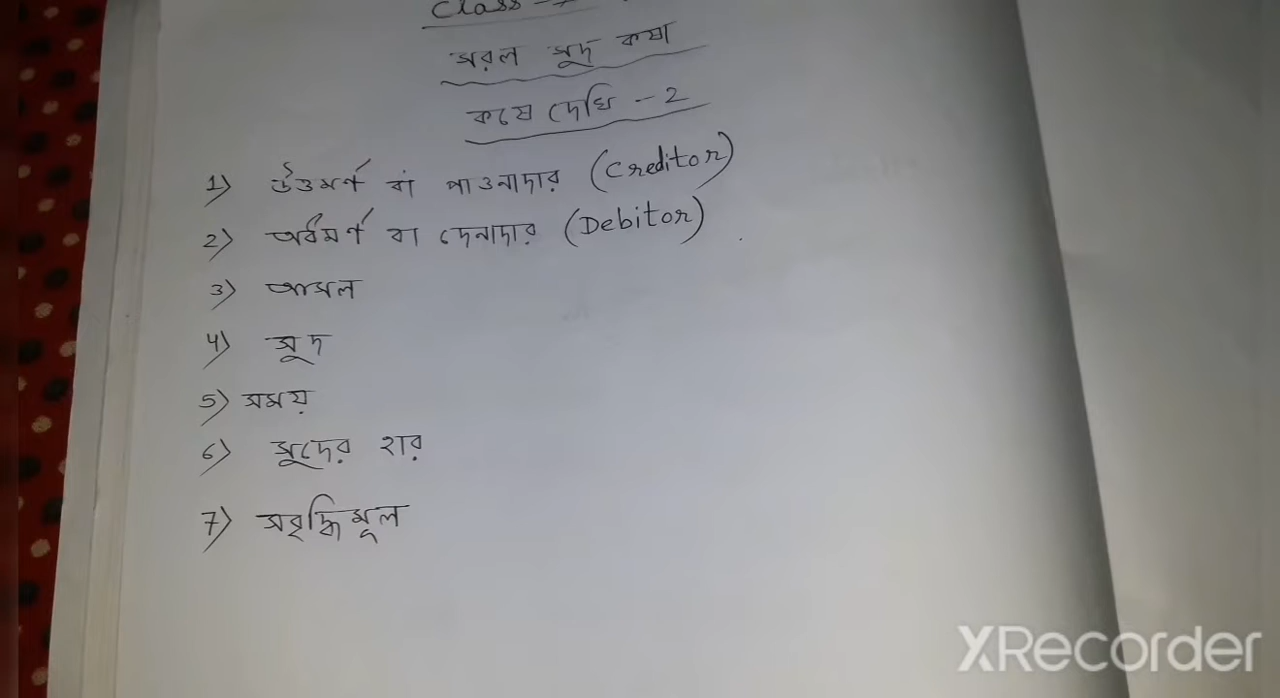 Class -
সরল সুদ কষা
কষে দেখি - 2
1) উত্তমর্ণ বা পাওনাদার (Creditor)
2) অধমর্ণ বা দেনাদার (Debitor)
3) আসল
4) সুদ
5) সময়
6) সুদের হার
7) সবৃদ্ধিমূল
XRecorder